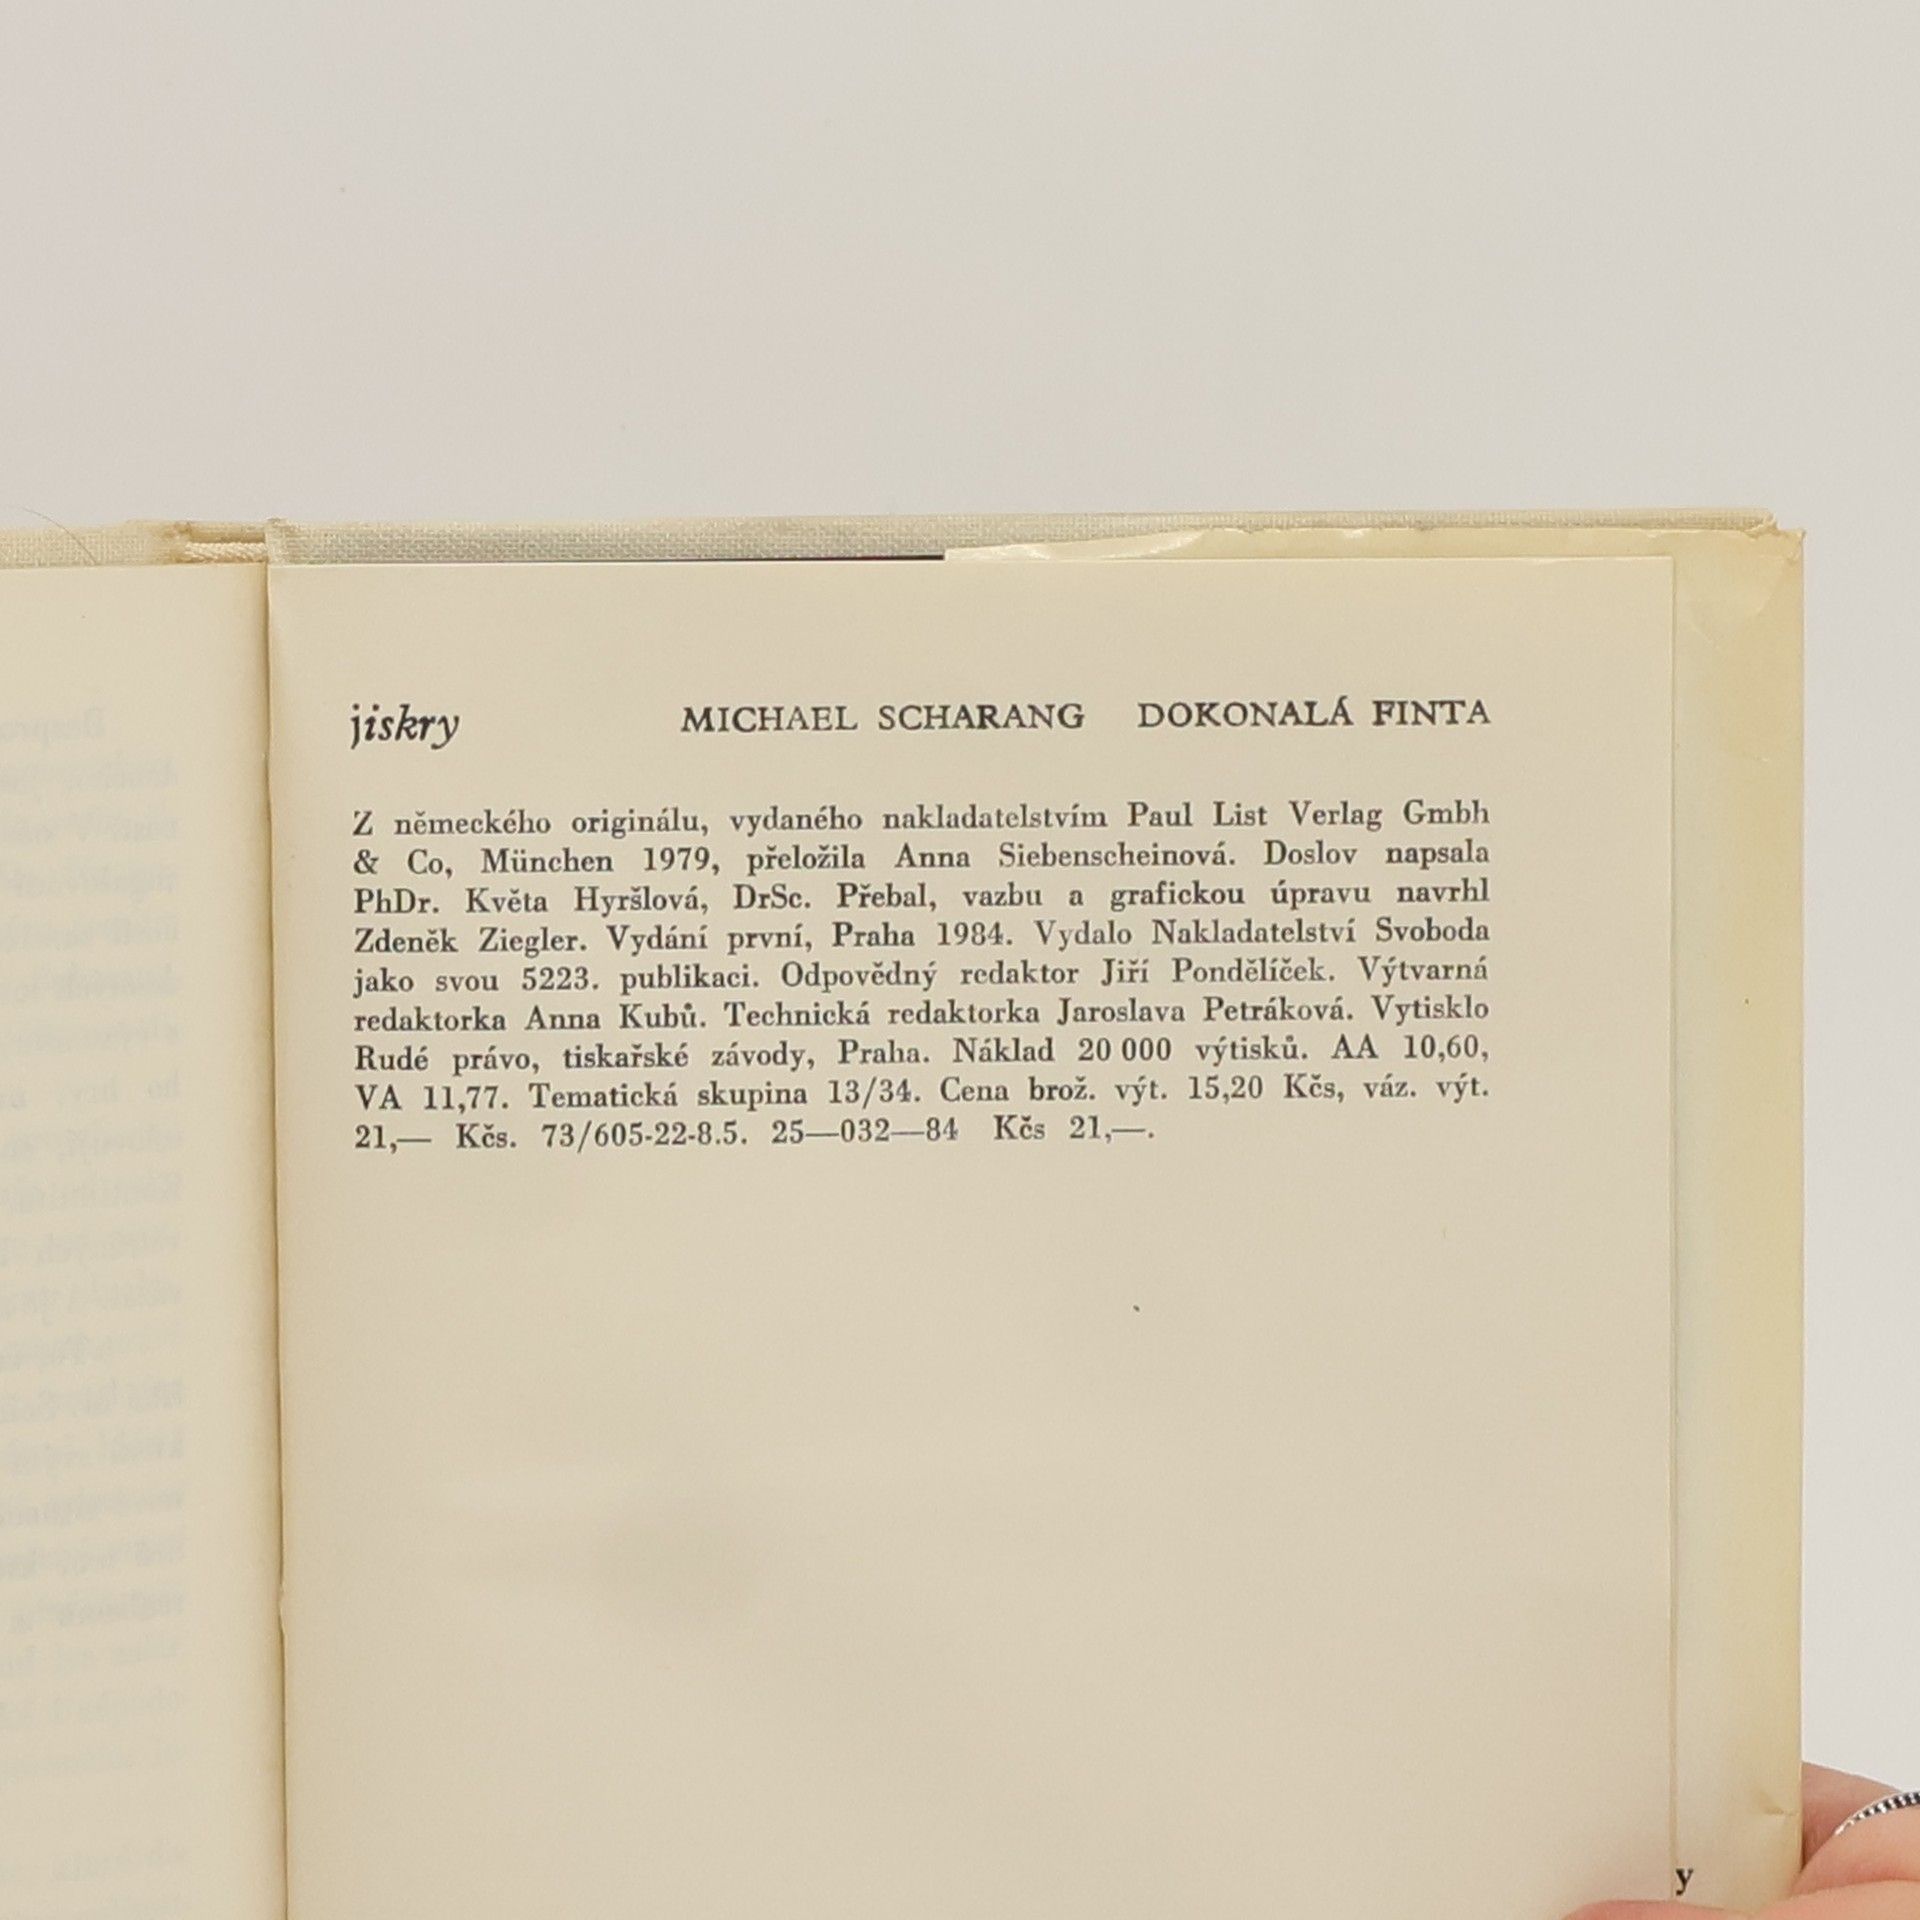 jiskry MICHAEL SCHARANG DOKONALÁ FINTA
Z německého originálu, vydaného nakladatelstvím Paul List Verlag Gmbh
& Co, München 1979, přeložila Anna Siebenscheinová. Doslov napsala
PhDr. Květa Hyršlová, DrSc. Přebal, vazbu a grafickou úpravu navrhl
Zdeněk Ziegler. Vydání první, Praha 1984. Vydalo Nakladatelství Svoboda
jako svou 5223. publikaci. Odpovědný redaktor Jiří Pondělíček. Výtvarná
redaktorka Anna Kubů. Technická redaktorka Jaroslava Petráková. Vytisklo
Rudé právo, tiskařské závody, Praha. Náklad 20 000 výtisků. AA 10,60,
VA 11,77. Tematická skupina 13/34. Cena brož. výt. 15,20 Kčs, váz. výt.
21,— Kčs. 73/605-22-8.5. 25—032—84 Kčs 21,—.
y